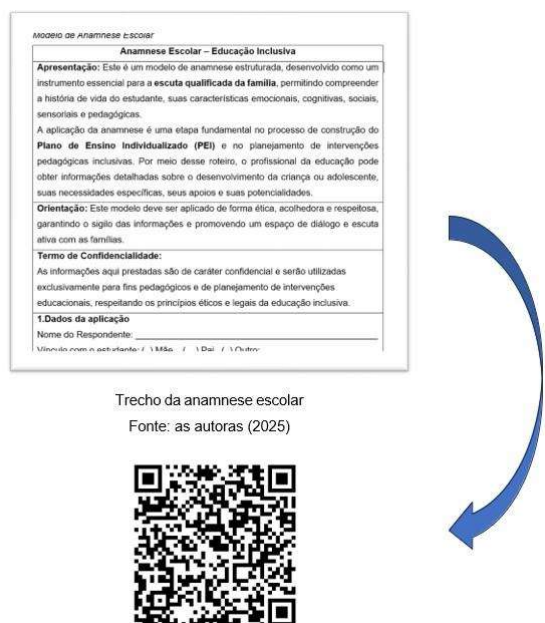 Modelo de Anamnese Escolar
Anamnese Escolar – Educação Inclusiva
Apresentação: Este é um modelo de anamnese estruturada, desenvolvido como um
instrumento essencial para a escuta qualificada da família, permitindo compreender
a história de vida do estudante, suas características emocionais, cognitivas, sociais,
sensoriais e pedagógicas.
A aplicação da anamnese é uma etapa fundamental no processo de construção do
Plano de Ensino Individualizado (PEI) e no planejamento de intervenções
pedagógicas inclusivas. Por meio desse roteiro, o profissional da educação pode
obter informações detalhadas sobre o desenvolvimento da criança ou adolescente,
suas necessidades específicas, seus apoios e suas potencialidades.
Orientação: Este modelo deve ser aplicado de forma ética, acolhedora e respeitosa,
garantindo o sigilo das informações e promovendo um espaço de diálogo e escuta
ativa com as famílias.
Termo de Confidencialidade:
As informações aqui prestadas são de caráter confidencial e serão utilizadas
exclusivamente para fins pedagógicos e de planejamento de intervenções
educacionais, respeitando os princípios éticos e legais da educação inclusiva.
1.Dados da aplicação
Nome do Respondente: ____________________
Vínculo com o estudante: ( ) Mãe ( ) Pai ( ) Outro:
Trecho da anamnese escolar
Fonte: as autoras (2025)